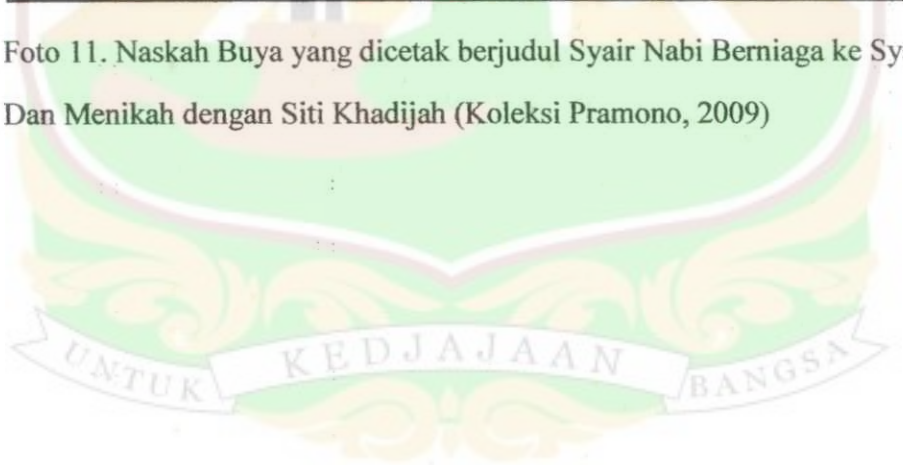 Foto 11. Naskah Buya yang dicetak berjudul Syair Nabi Berniaga ke Sy
Dan Menikah dengan Siti Khadijah (Koleksi Pramono, 2009)
UNTUK KEDJAJAAN BANGSA